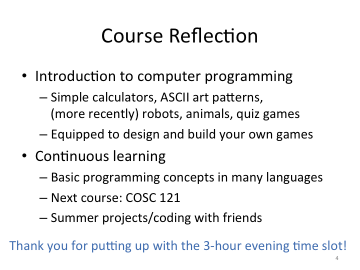 Course Reflection
• Introduction to computer programming
– Simple calculators, ASCII art patterns,
(more recently) robots, animals, quiz games
– Equipped to design and build your own games
• Continuous learning
– Basic programming concepts in many languages
– Next course: COSC 121
– Summer projects/coding with friends
Thank you for putting up with the 3-hour evening time slot!
4